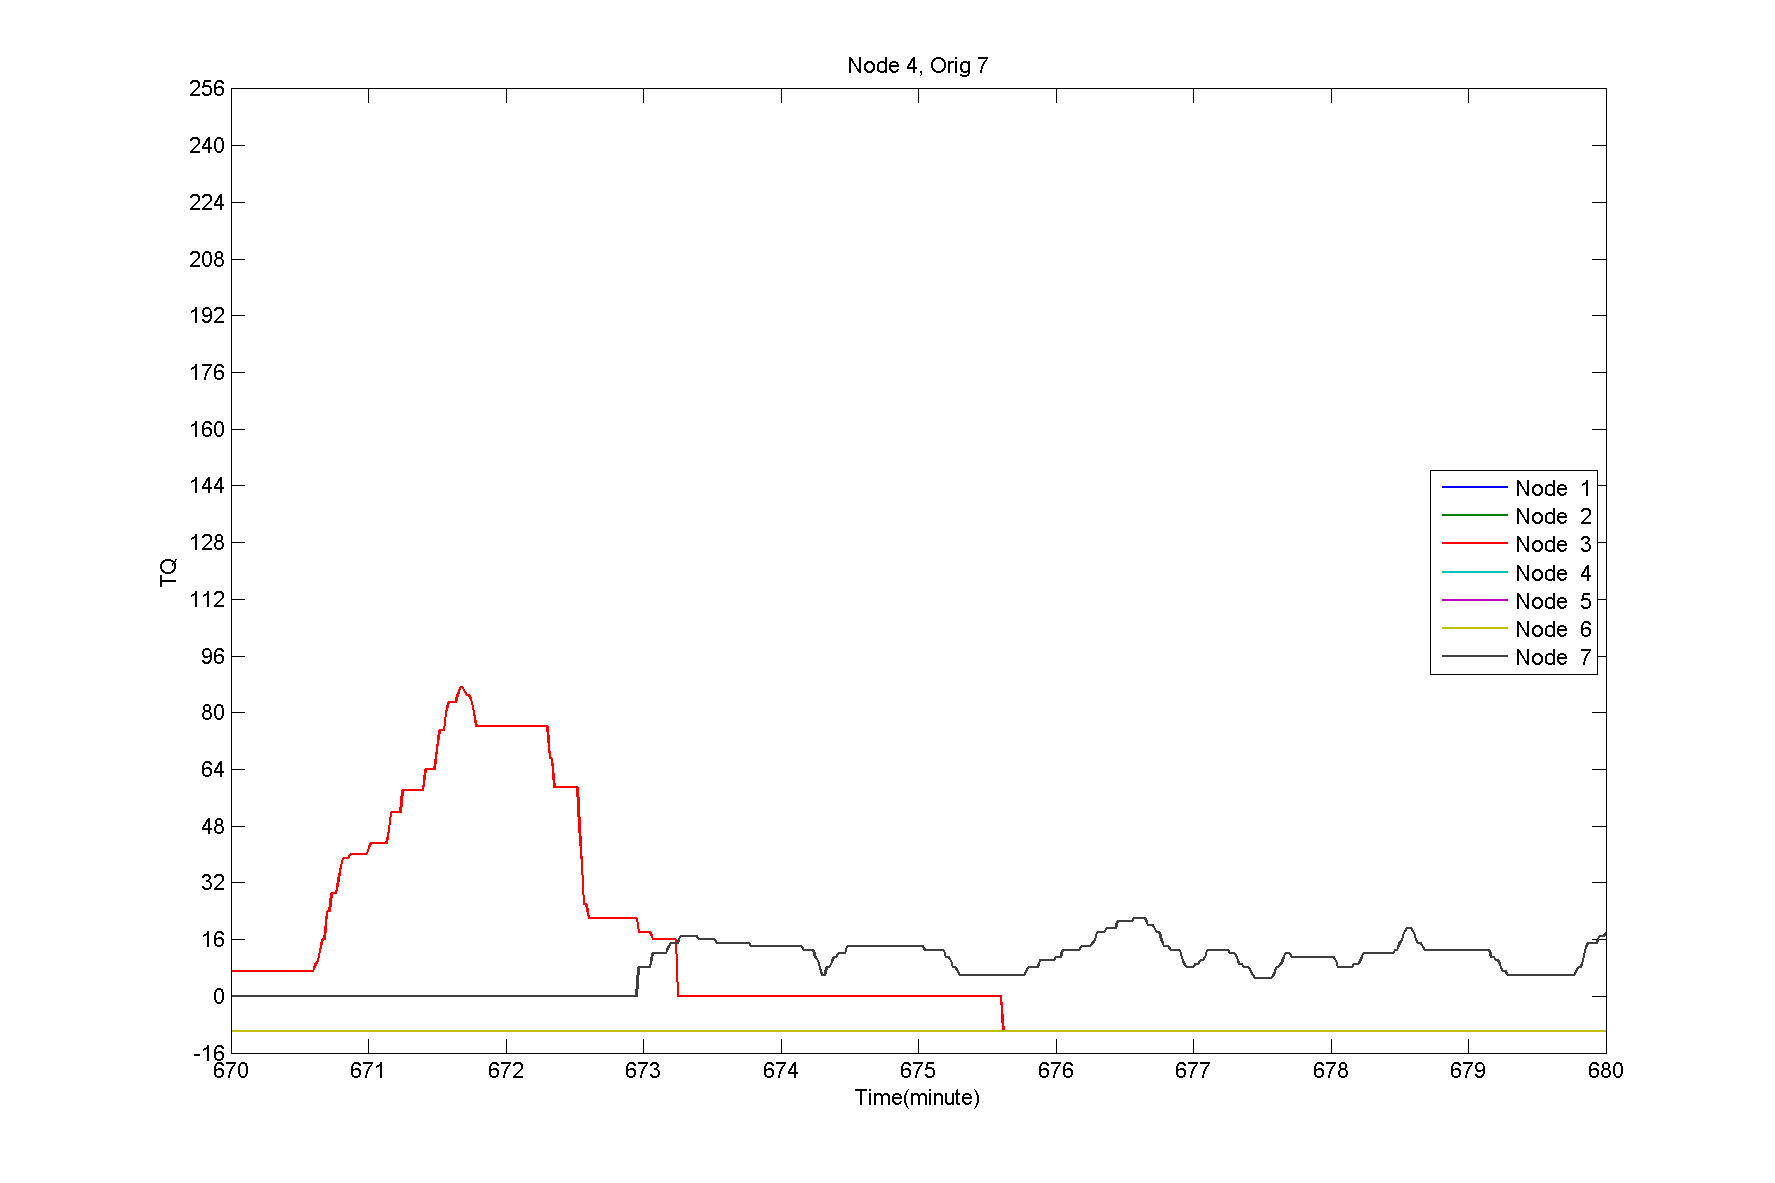 Node 4, Orig 7
256
240
224
208
192
176
160
144
128
112
96
80
64
48
32
16
0
-16
TQ
Node 1
Node 2
Node 3
Node 4
Node 5
Node 6
Node 7
670 671 672 673 674 675 676 677 678 679 680
Time(minute)